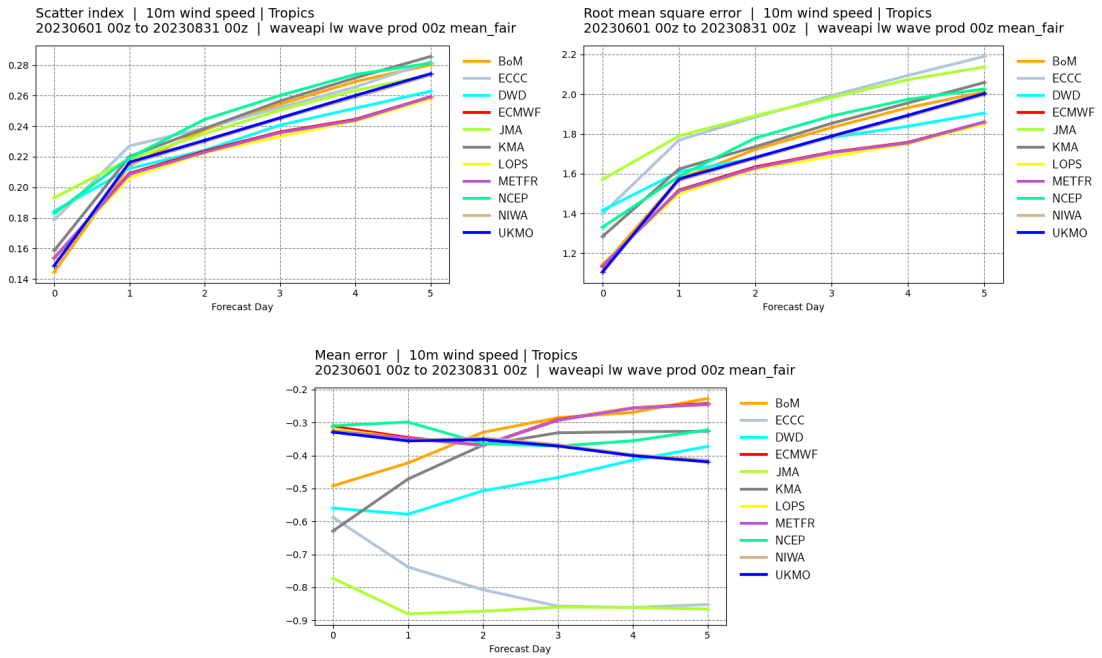 Scatter index | 10m wind speed | Tropics
20230601 00z to 20230831 00z | waveapi lw wave prod 00z mean_fair
0.28
0.26
0.24
0.22
0.20
0.18
0.16
0.14
0 1 2 3 4 5
Forecast Day
BoM
ECCC
DWD
ECMWF
JMA
KMA
LOPS
METFR
NCEP
NIWA
UKMO
Root mean square error | 10m wind speed | Tropics
20230601 00z to 20230831 00z | waveapi lw wave prod 00z mean_fair
2.2
2.0
1.8
1.6
1.4
1.2
0 1 2 3 4 5
Forecast Day
BoM
ECCC
DWD
ECMWF
JMA
KMA
LOPS
METFR
NCEP
NIWA
UKMO
Mean error | 10m wind speed | Tropics
20230601 00z to 20230831 00z | waveapi lw wave prod 00z mean_fair
−0.2
−0.3
−0.4
−0.5
−0.6
−0.7
−0.8
−0.9
0 1 2 3 4 5
Forecast Day
BoM
ECCC
DWD
ECMWF
JMA
KMA
LOPS
METFR
NCEP
NIWA
UKMO